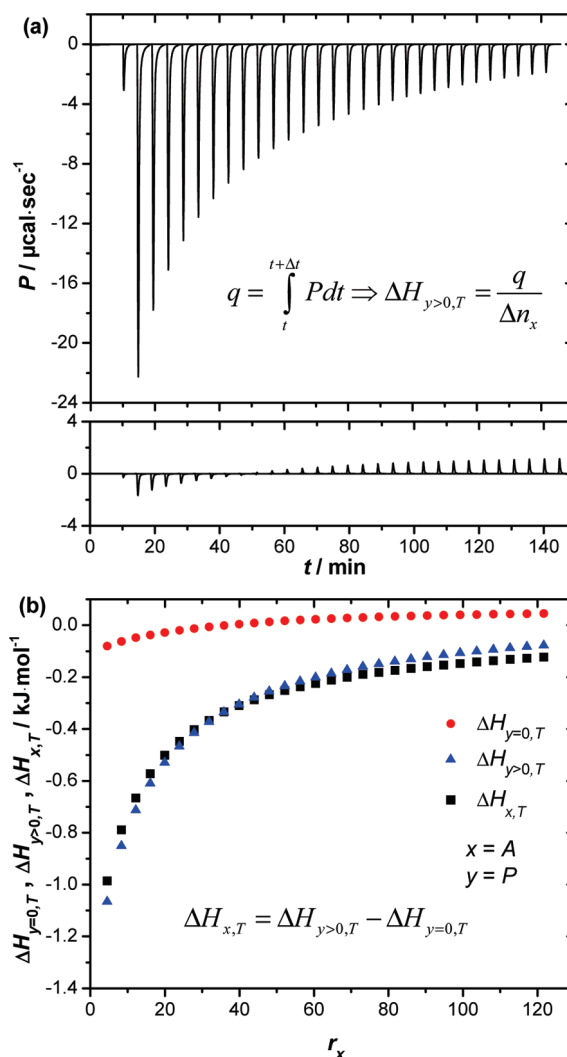 (a)
0
-4
-8
-12
-16
-20
-24
P / µcal·sec⁻¹
q = ∫ₜ^{t+Δt} Pdt ⇒ ΔH_{y>0,T} = q / Δn_x
4
0
-4
0 20 40 60 80 100 120 140
t / min
(b)
0.0
-0.2
-0.4
-0.6
-0.8
-1.0
-1.2
-1.4
ΔH_{y=0,T} , ΔH_{y>0,T} , ΔH_{x,T} / kJ·mol⁻¹
ΔH_{y=0,T}
ΔH_{y>0,T}
ΔH_{x,T}
x = A
y = P
ΔH_{x,T} = ΔH_{y>0,T} − ΔH_{y=0,T}
0 20 40 60 80 100 120
r_x